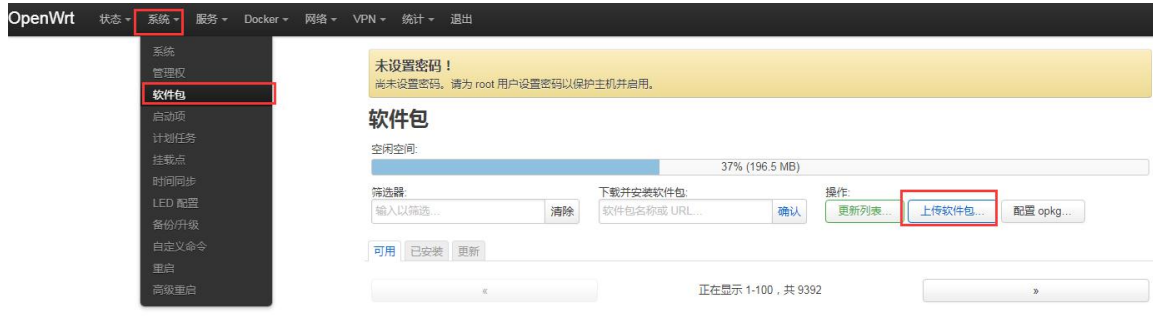 OpenWrt 状态 系统 服务 Docker 网络 VPN 统计 退出
系统
管理权
软件包
启动项
计划任务
挂载点
时间同步
LED 配置
备份/升级
自定义命令
重启
高级重启
未设置密码！
尚未设置密码。请为 root 用户设置密码以保护主机并启用。
软件包
空闲空间:
37% (196.5 MB)
筛选器: 下载并安装软件包: 操作:
输入以筛选... 清除 软件包名称或 URL... 确认 更新列表... 上传软件包... 配置 opkg...
可用 已安装 更新
« 正在显示 1-100，共 9392 »